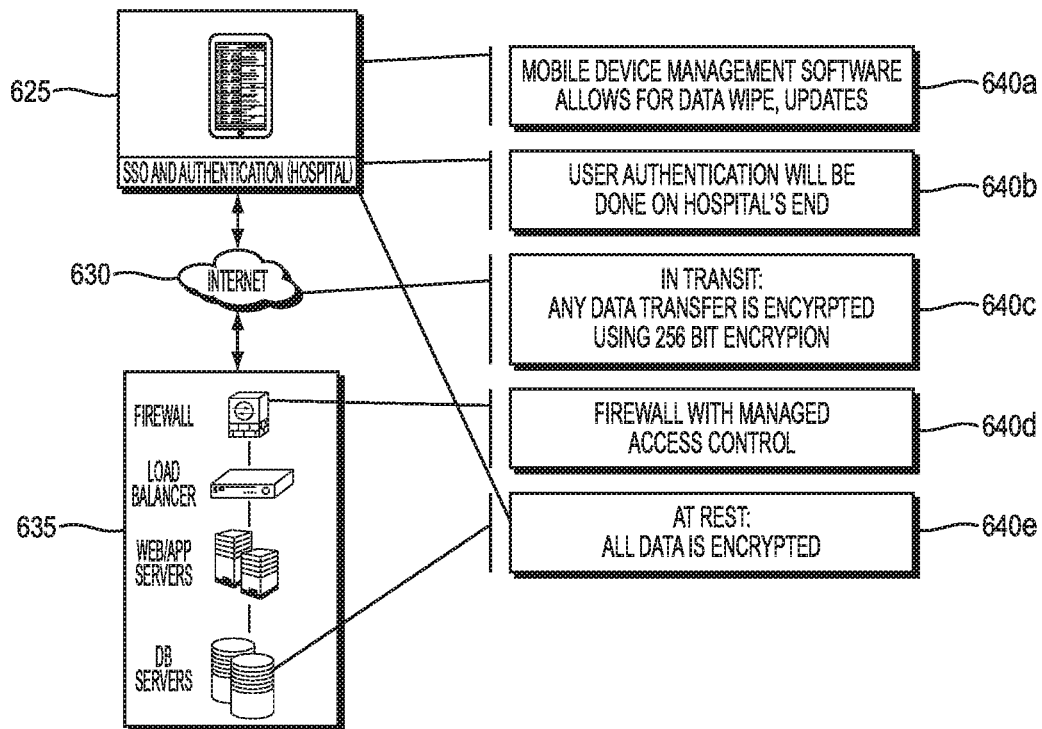 625
SSO AND AUTHENTICATION (HOSPITAL)
630
INTERNET
635
FIREWALL
LOAD
BALANCER
WEB/APP
SERVERS
DB
SERVERS
MOBILE DEVICE MANAGEMENT SOFTWARE
ALLOWS FOR DATA WIPE, UPDATES
640a
USER AUTHENTICATION WILL BE
DONE ON HOSPITAL'S END
640b
IN TRANSIT:
ANY DATA TRANSFER IS ENCYRPTED
USING 256 BIT ENCRYPION
640c
FIREWALL WITH MANAGED
ACCESS CONTROL
640d
AT REST:
ALL DATA IS ENCRYPTED
640e